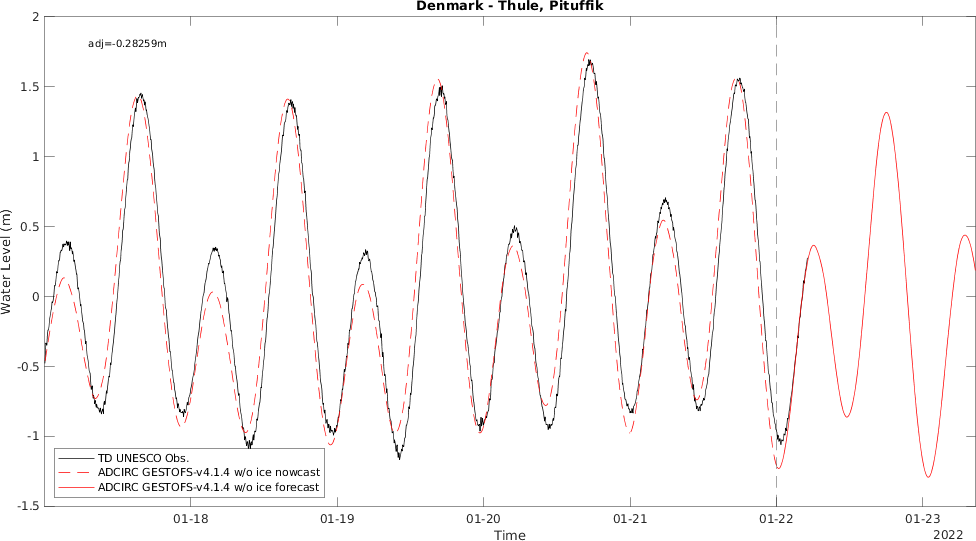 Denmark - Thule, Pituffik
adj=-0.28259m
2
1.5
1
0.5
0
-0.5
-1
-1.5
Water Level (m)
TD UNESCO Obs.
ADCIRC GESTOFS-v4.1.4 w/o ice nowcast
ADCIRC GESTOFS-v4.1.4 w/o ice forecast
01-18 01-19 01-20 01-21 01-22 01-23
Time
2022